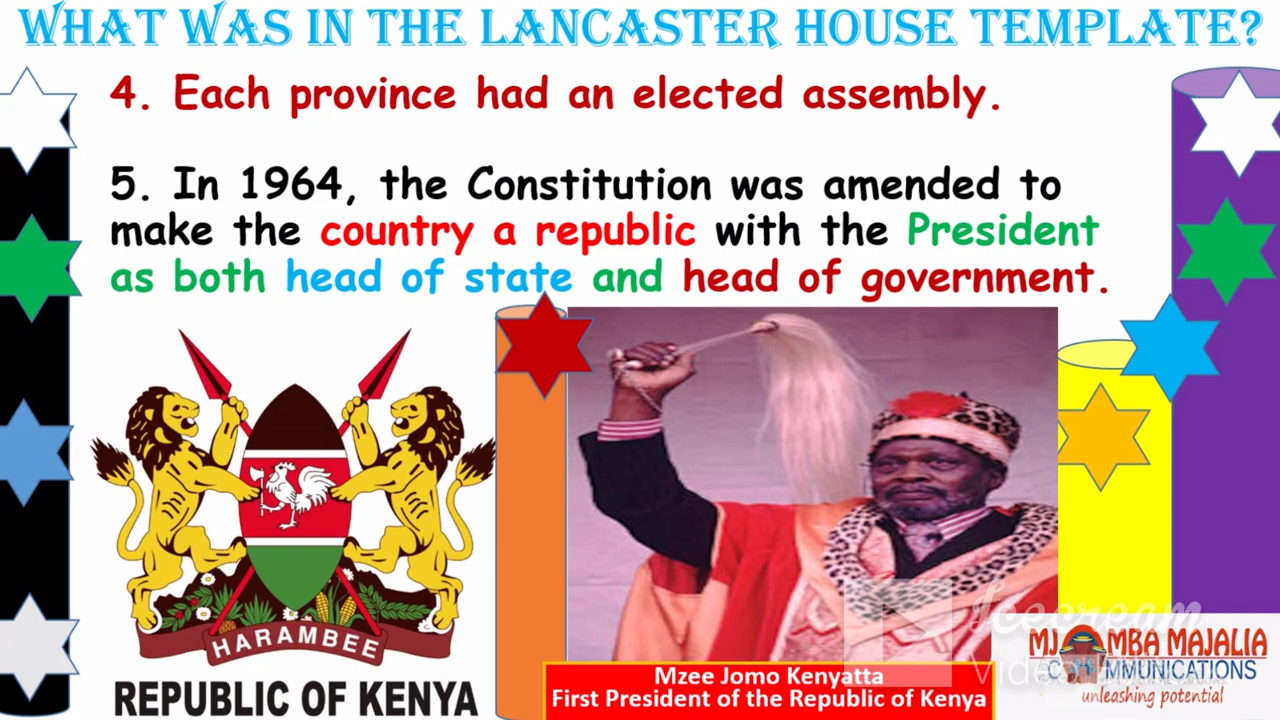 WHAT WAS IN THE LANCASTER HOUSE TEMPLATE?
4. Each province had an elected assembly.
5. In 1964, the Constitution was amended to
make the country a republic with the President
as both head of state and head of government.
HARAMBEE
REPUBLIC OF KENYA
Mzee Jomo Kenyatta
First President of the Republic of Kenya
Icecream
MJOMBA MAJALIA
COMMUNICATIONS
unleashing potential